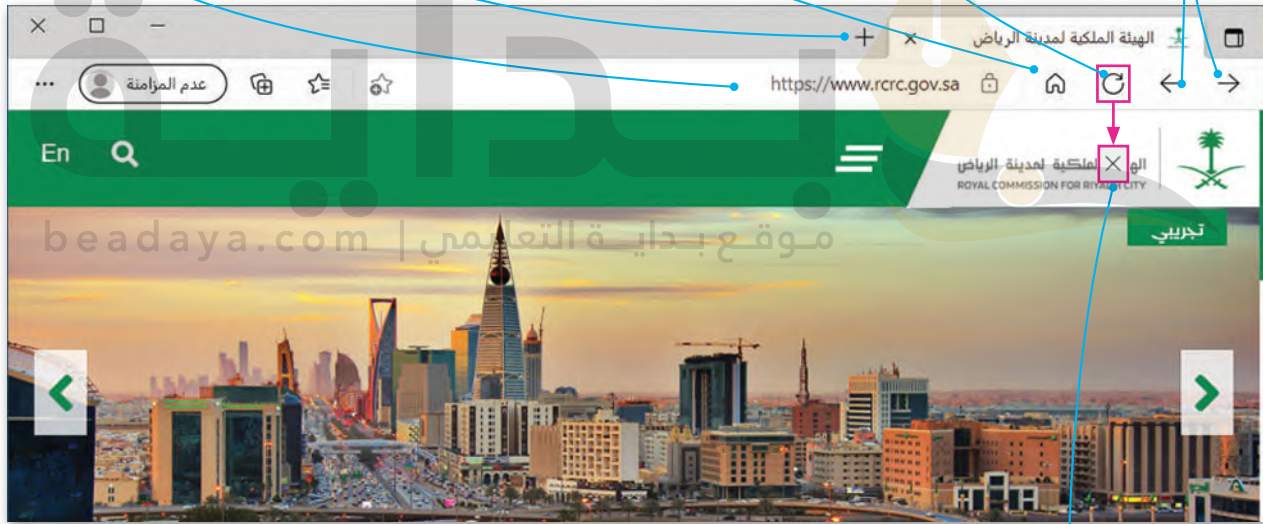 الهيئة الملكية لمدينة الرياض
https://www.rcrc.gov.sa
عدم المزامنة
En
الهيئة الملكية لمدينة الرياض
ROYAL COMMISSION FOR RIYADH CITY
تجريبي
بداية
موقع بداية التعليمي | beadaya.com